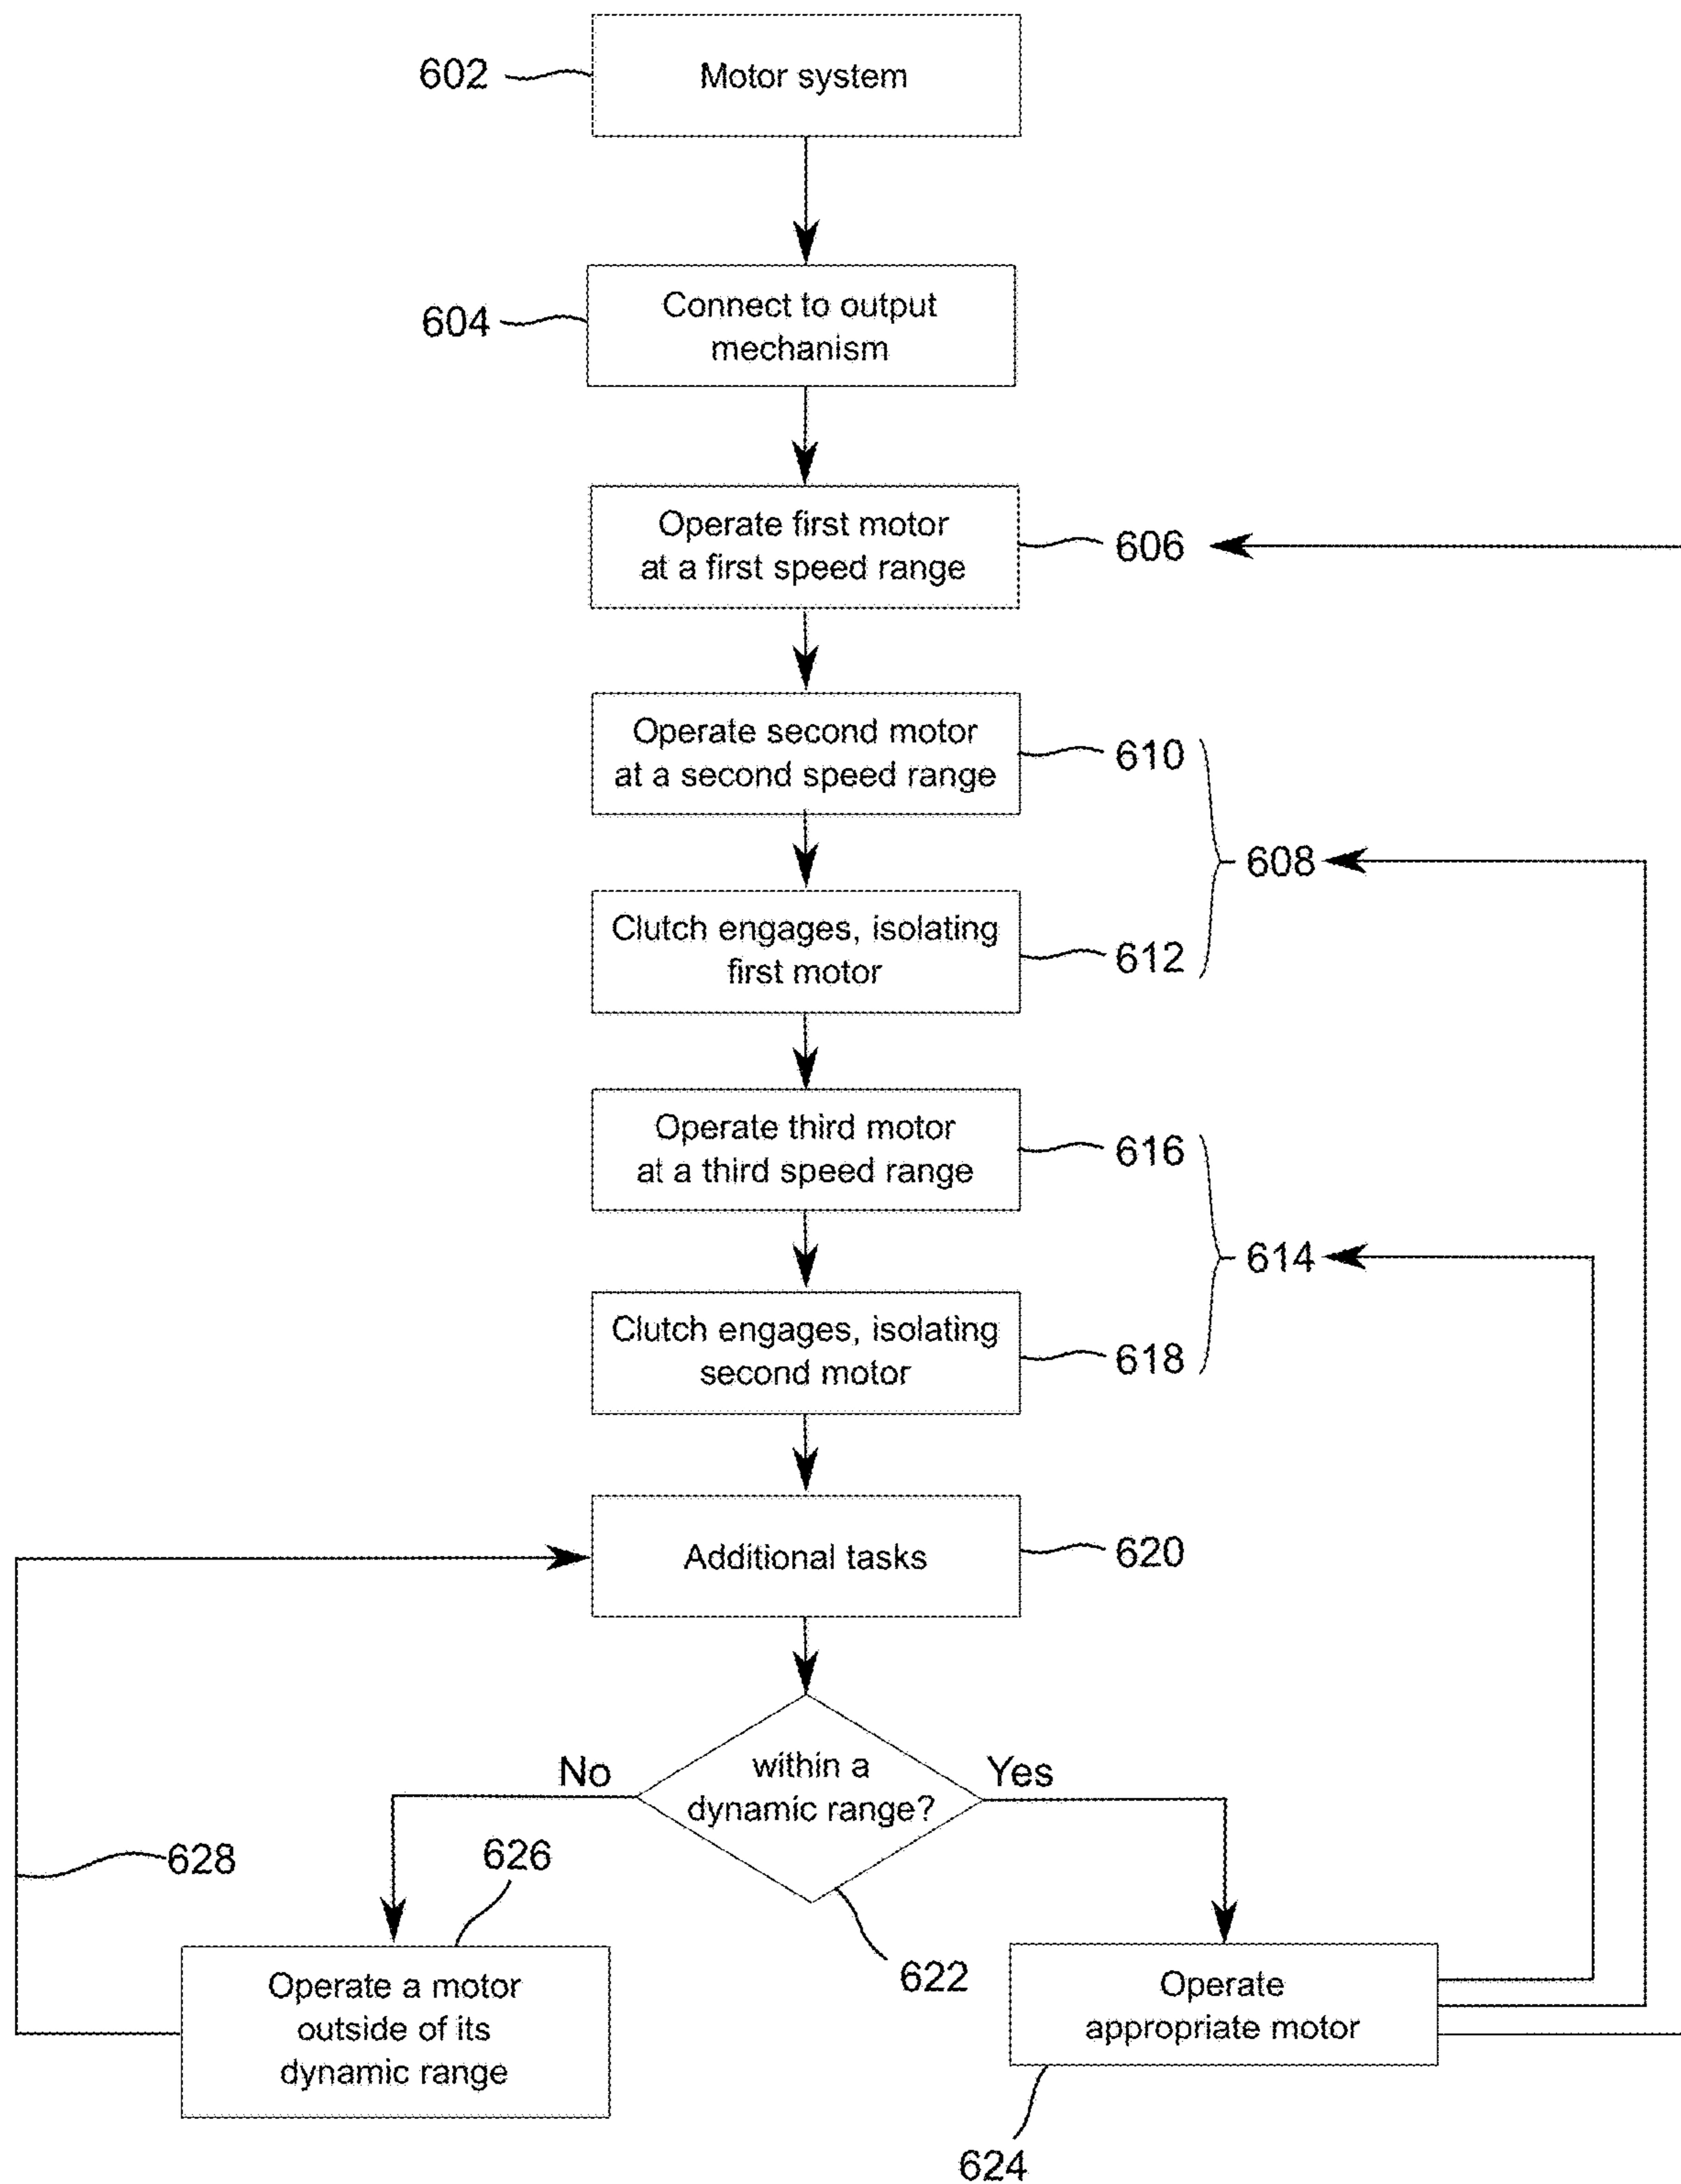 602
Motor system
604
Connect to output
mechanism
Operate first motor
at a first speed range
606
Operate second motor
at a second speed range
610
608
Clutch engages, isolating
first motor
612
Operate third motor
at a third speed range
616
614
Clutch engages, isolating
second motor
618
Additional tasks
620
No
within a
dynamic range?
Yes
628
626
622
Operate a motor
outside of its
dynamic range
Operate
appropriate motor
624